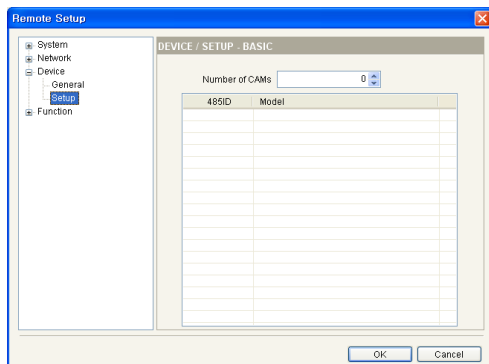 Remote Setup
System
Network
Device
General
Setup
Function
DEVICE / SETUP - BASIC
Number of CAMs 0
485ID Model
OK Cancel